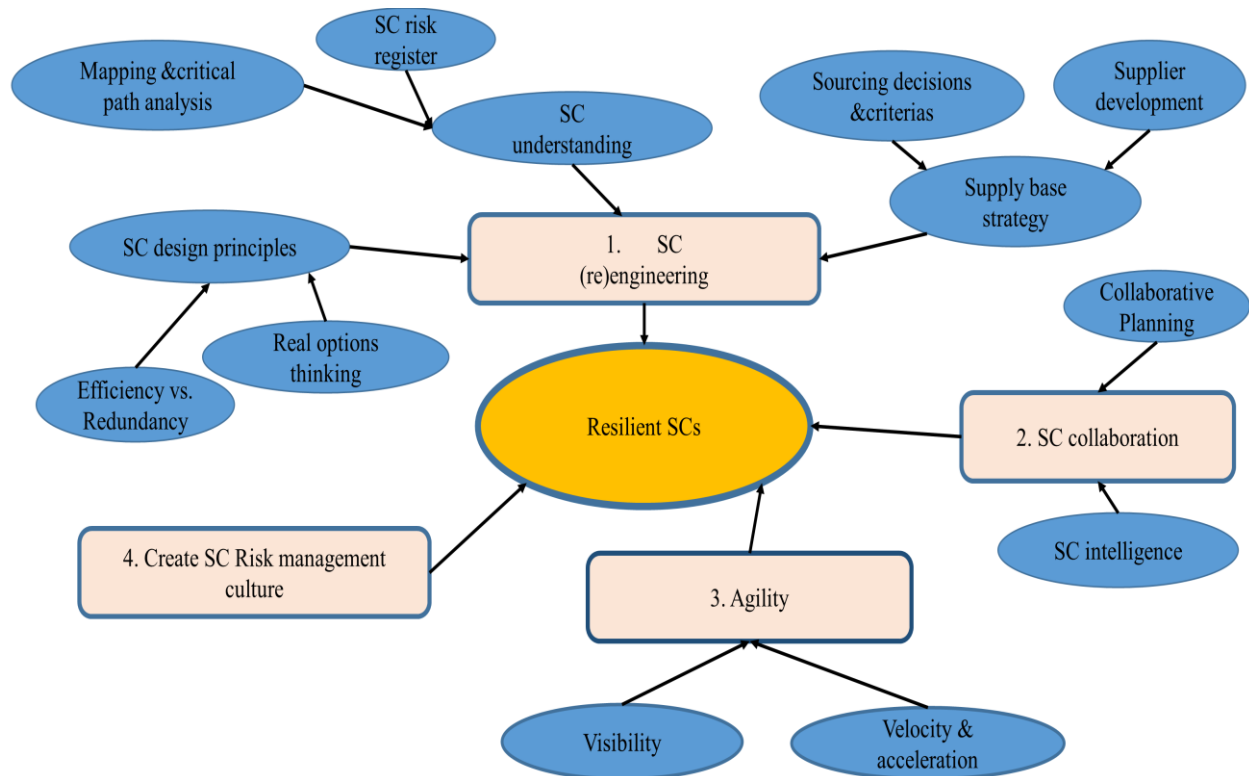 SC risk
register
Mapping &critical
path analysis
Sourcing decisions
&criterias
Supplier
development
SC
understanding
Supply base
strategy
SC design principles
1. SC
(re)engineering
Collaborative
Planning
Real options
thinking
Efficiency vs.
Redundancy
Resilient SCs
2. SC collaboration
SC intelligence
4. Create SC Risk management
culture
3. Agility
Visibility
Velocity &
acceleration